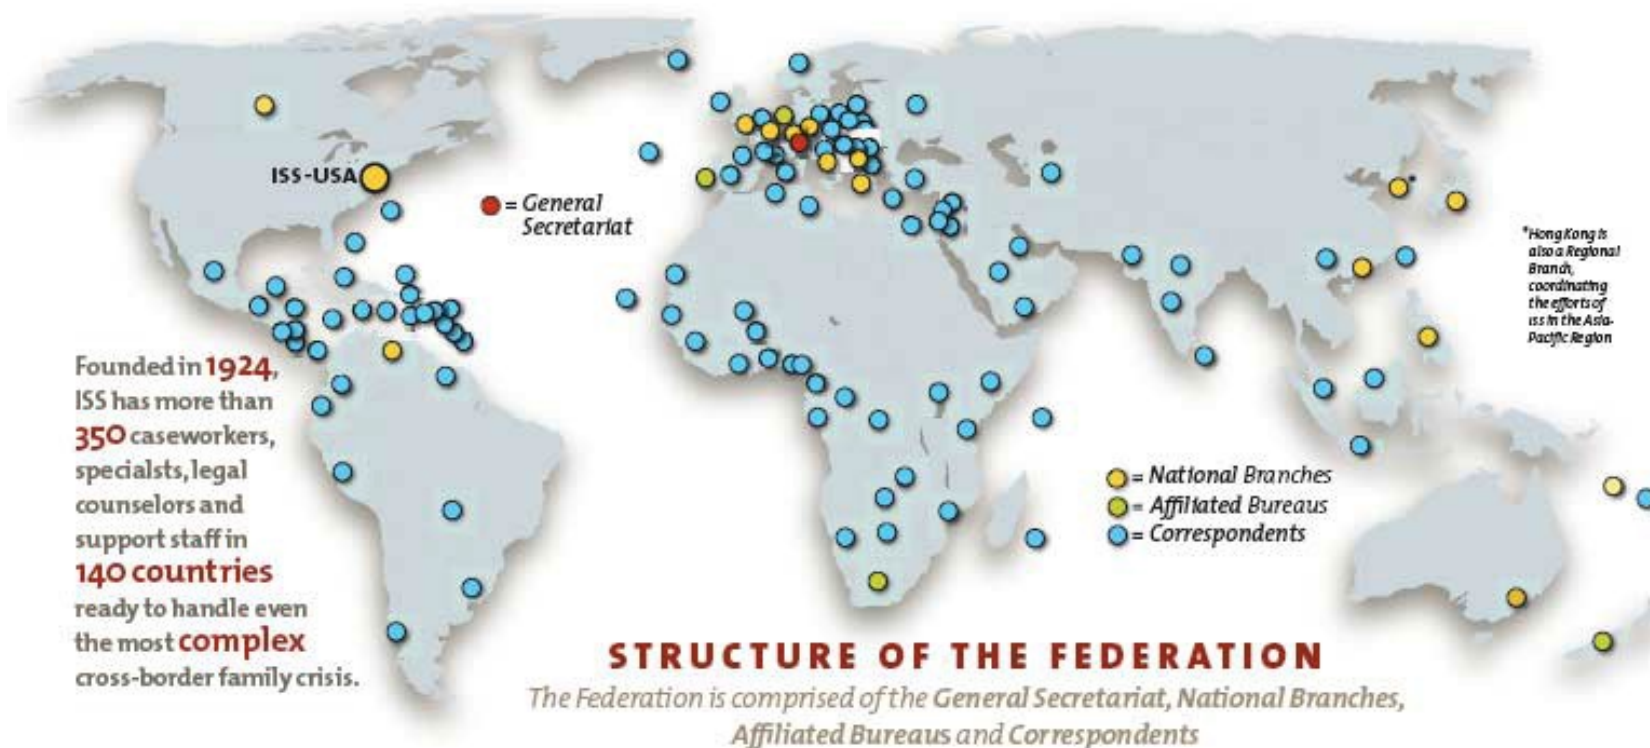 ISS-USA
= General
Secretariat
*Hong Kong is
also a Regional
Branch,
coordinating
the efforts of
iss in the Asia-
Pacific Region
Founded in 1924,
ISS has more than
350 caseworkers,
specialsts, legal
counselors and
support staff in
140 countries
ready to handle even
the most complex
cross-border family crisis.
= National Branches
= Affiliated Bureaus
= Correspondents
STRUCTURE OF THE FEDERATION
The Federation is comprised of the General Secretariat, National Branches,
Affiliated Bureaus and Correspondents